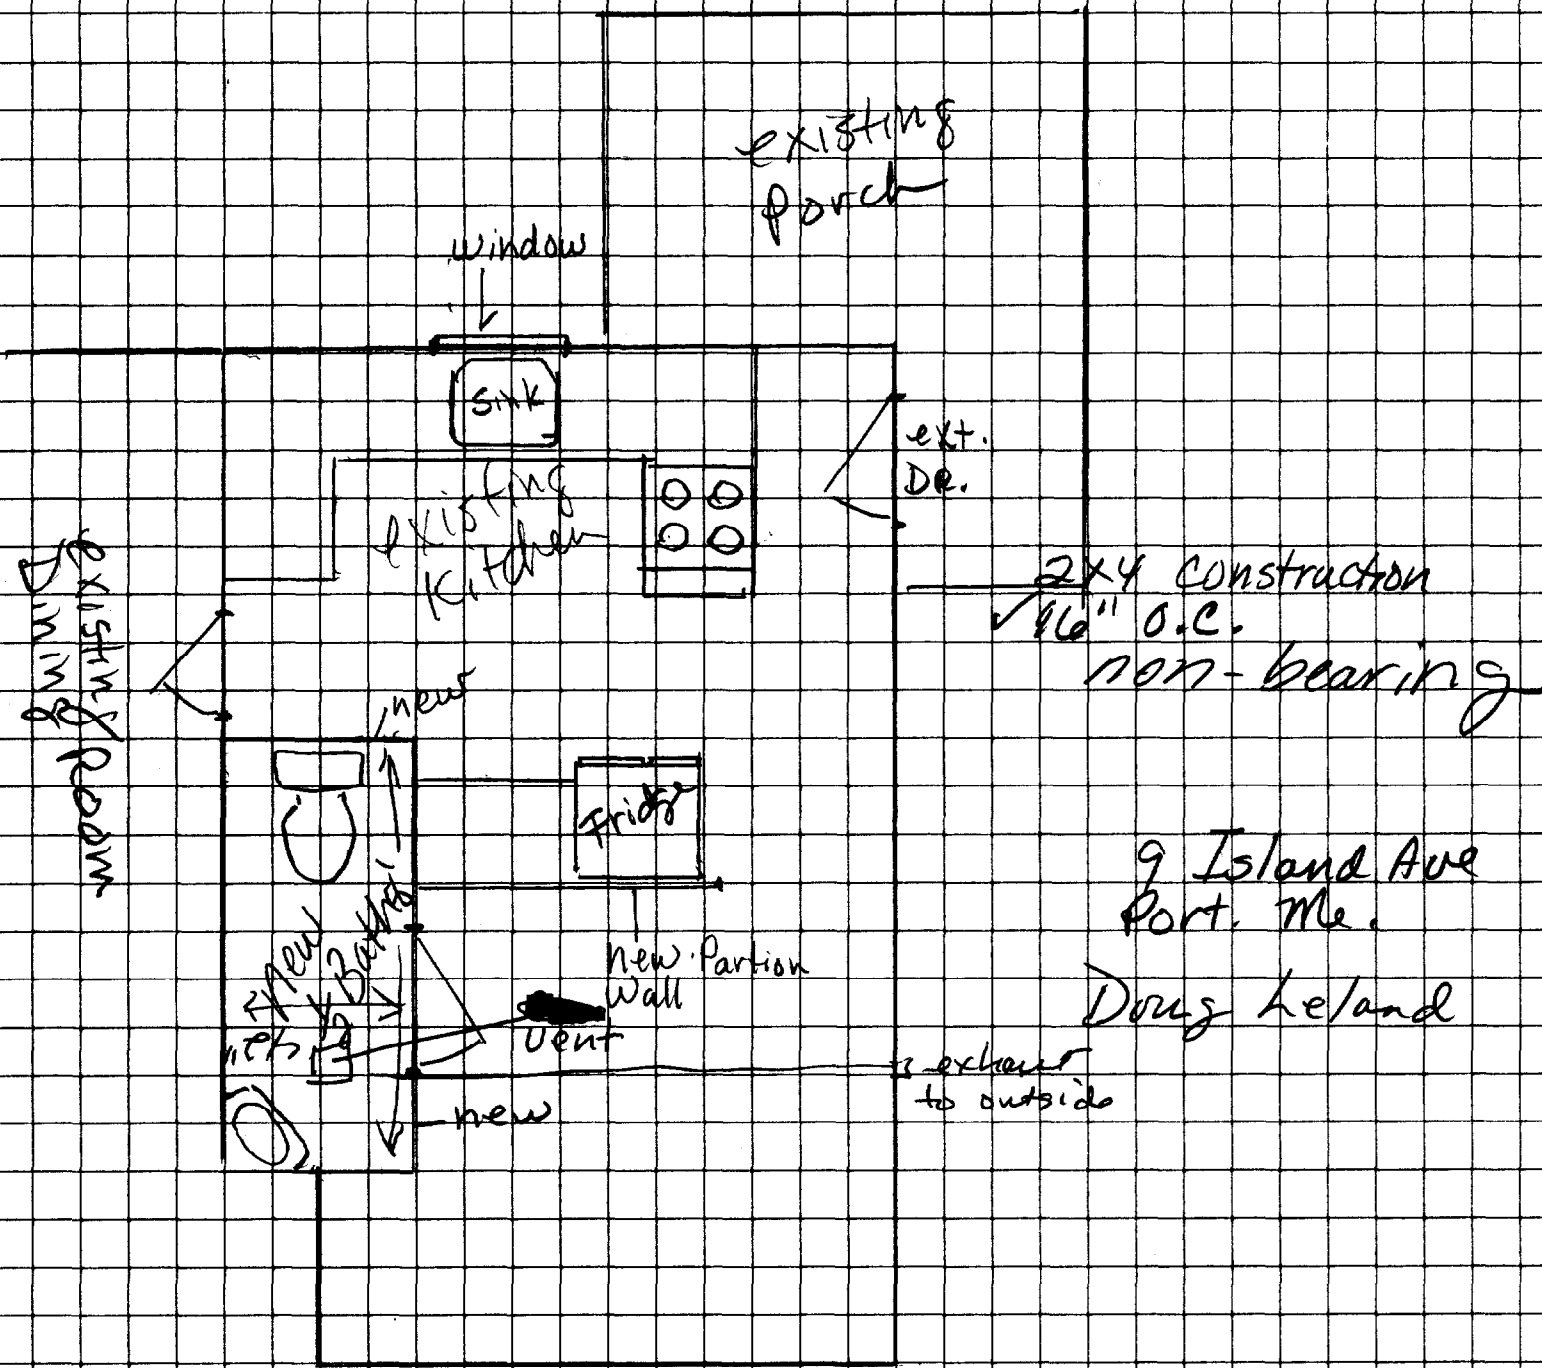 existing
porch
window
sink
ext.
DR.
existing
Kitchen
2x4 construction
16" O.C.
non-bearing
existing Room
Dining
new
Fridge
9 Island Ave
Port. Me.
new
½ Bath
new Partion
Wall
Doug Leland
vent
exhaust
to outside
new